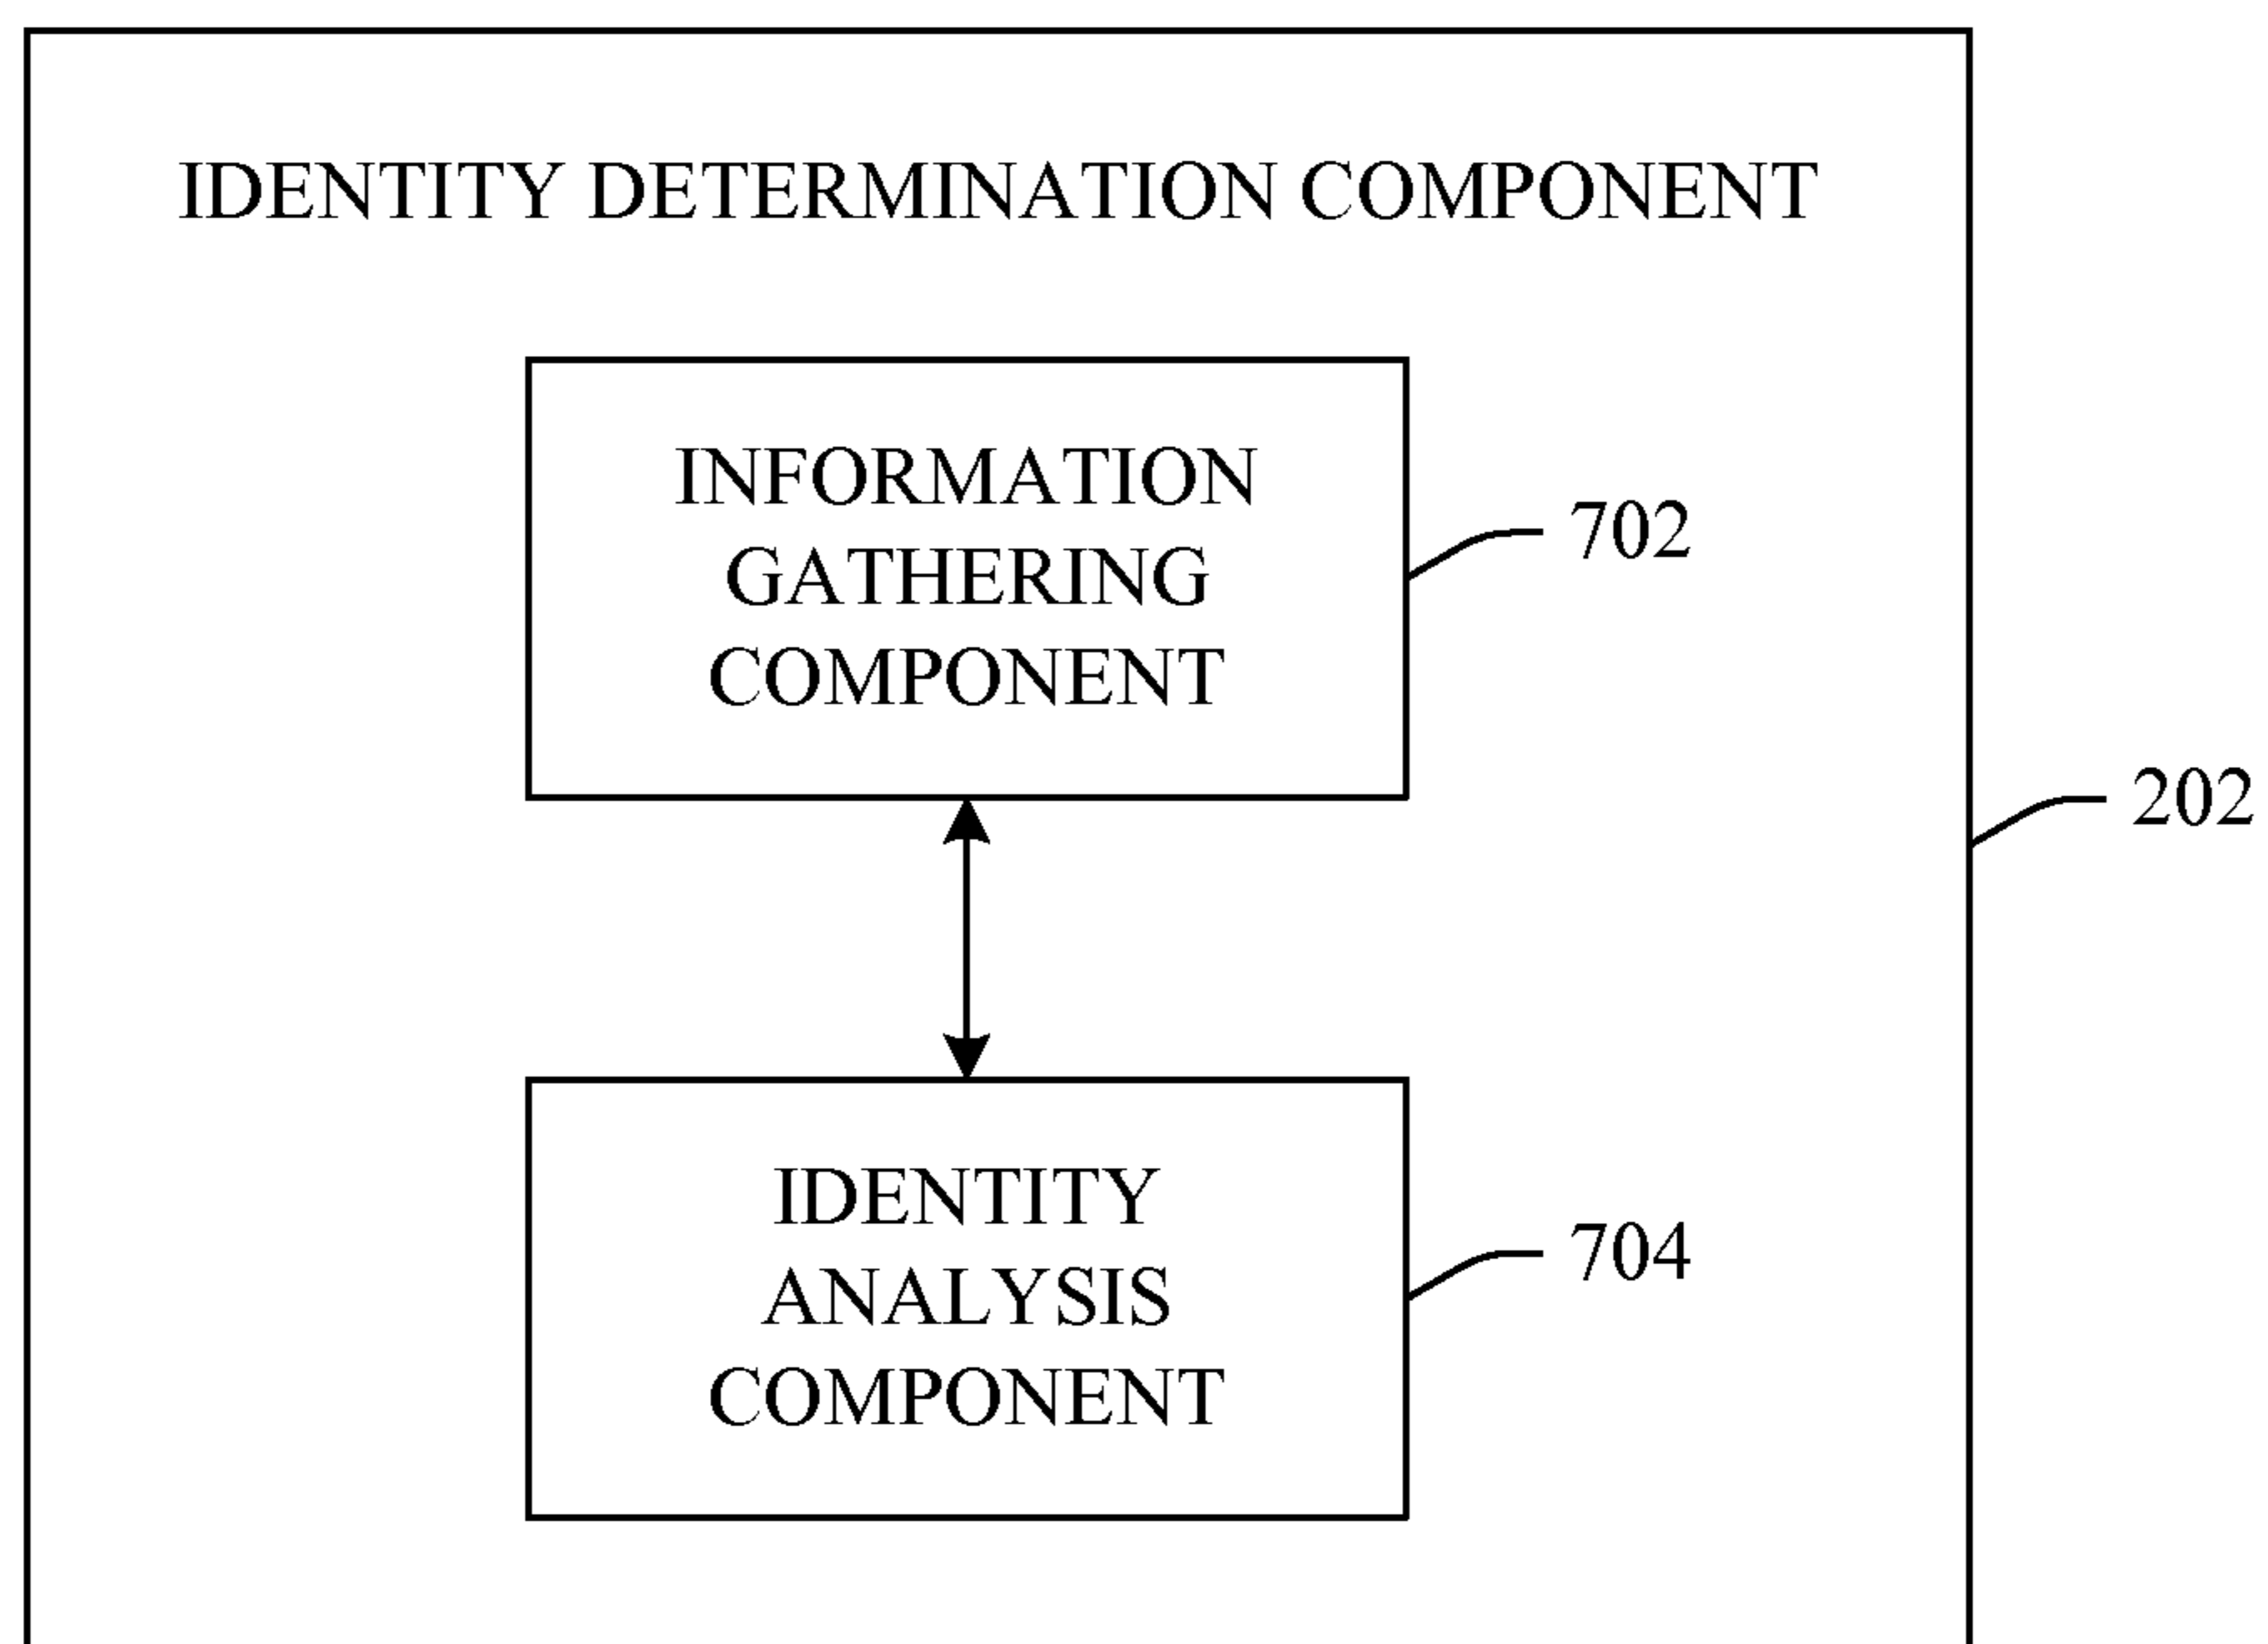 IDENTITY DETERMINATION COMPONENT
INFORMATION
GATHERING
COMPONENT
702
202
IDENTITY
ANALYSIS
COMPONENT
704